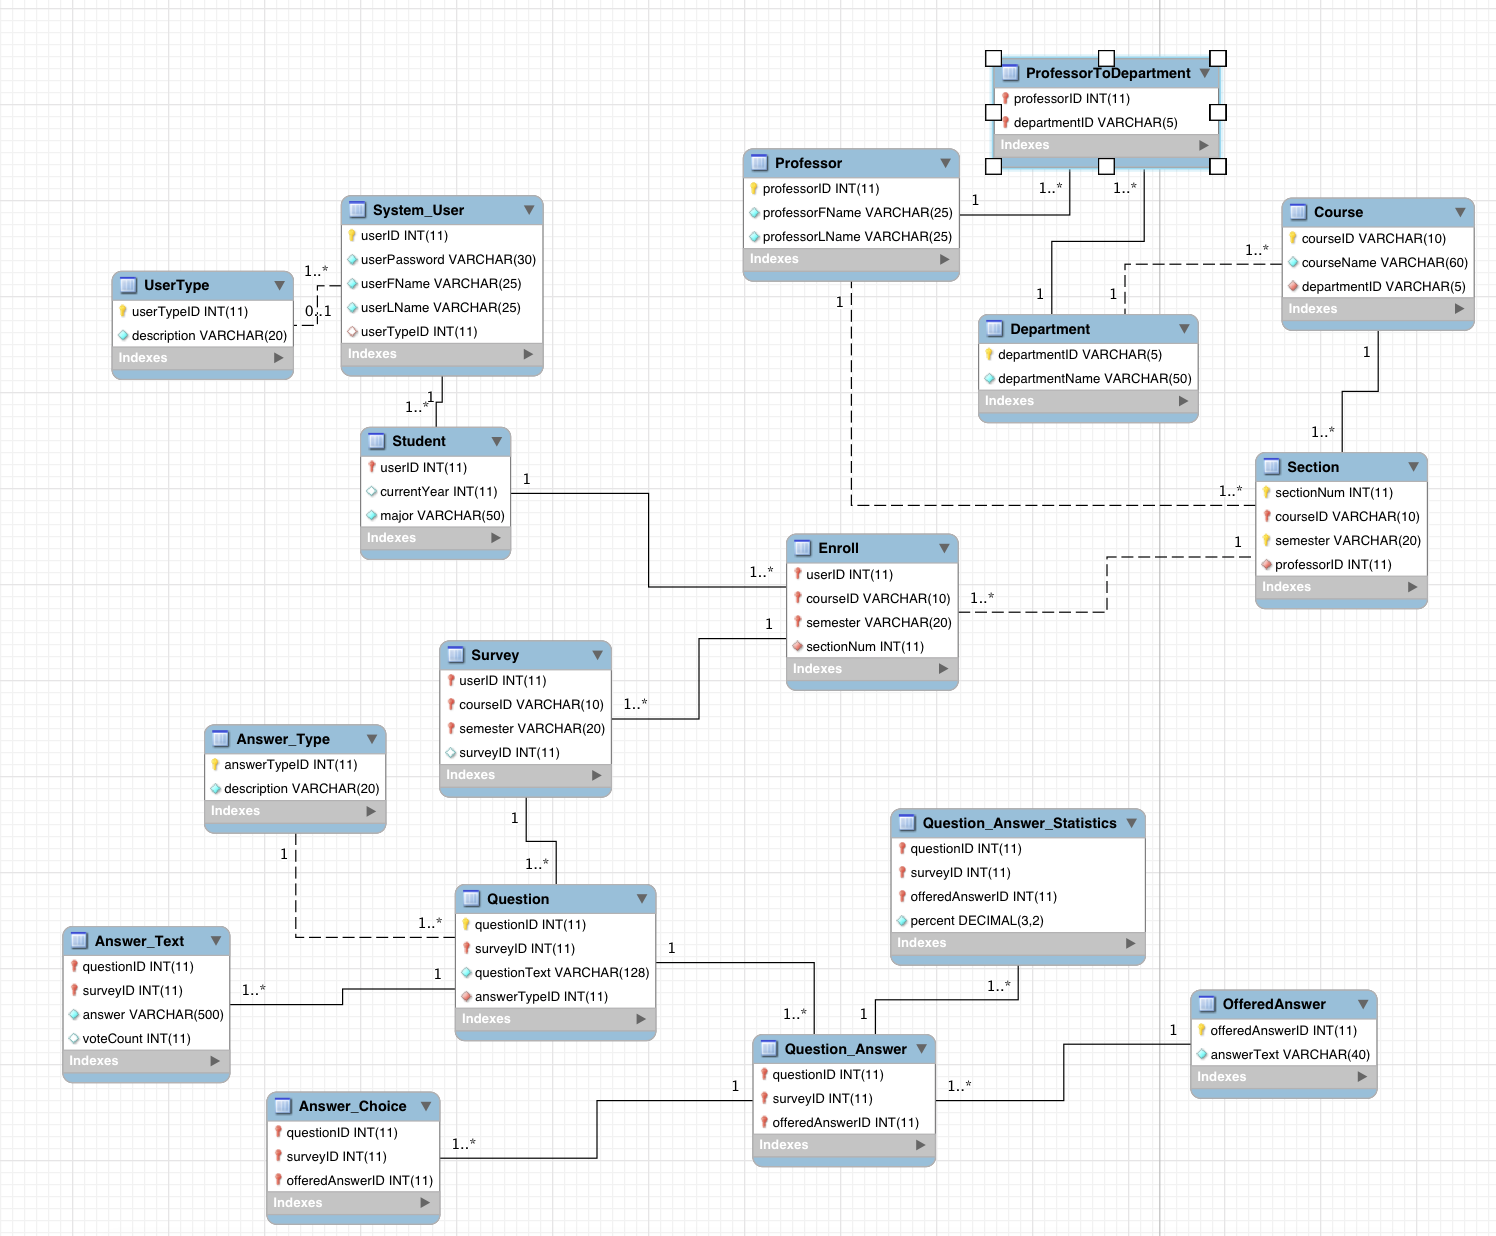 ProfessorToDepartment
professorID INT(11)
departmentID VARCHAR(5)
Indexes
1..*
1..*
Professor
professorID INT(11)
professorFName VARCHAR(25)
professorLName VARCHAR(25)
Indexes
1
1
System_User
userID INT(11)
userPassword VARCHAR(30)
userFName VARCHAR(25)
userLName VARCHAR(25)
userTypeID INT(11)
Indexes
Course
courseID VARCHAR(10)
courseName VARCHAR(60)
departmentID VARCHAR(5)
Indexes
1..*
1
1
1
UserType
userTypeID INT(11)
description VARCHAR(20)
Indexes
1..*
0..1
Department
departmentID VARCHAR(5)
departmentName VARCHAR(50)
Indexes
1
1..*
Student
userID INT(11)
currentYear INT(11)
major VARCHAR(50)
Indexes
1
1..*
Section
sectionNum INT(11)
courseID VARCHAR(10)
semester VARCHAR(20)
professorID INT(11)
Indexes
1..*
1
Enroll
userID INT(11)
courseID VARCHAR(10)
semester VARCHAR(20)
sectionNum INT(11)
Indexes
1..*
1..*
1
Survey
userID INT(11)
courseID VARCHAR(10)
semester VARCHAR(20)
surveyID INT(11)
Indexes
1..*
1
1..*
Answer_Type
answerTypeID INT(11)
description VARCHAR(20)
Indexes
1
1..*
Question_Answer_Statistics
questionID INT(11)
surveyID INT(11)
offeredAnswerID INT(11)
percent DECIMAL(3,2)
Indexes
1..*
1
Question
questionID INT(11)
surveyID INT(11)
questionText VARCHAR(128)
answerTypeID INT(11)
Indexes
1
1
1..*
Answer_Text
questionID INT(11)
surveyID INT(11)
answer VARCHAR(500)
voteCount INT(11)
Indexes
1..*
OfferedAnswer
offeredAnswerID INT(11)
answerText VARCHAR(40)
Indexes
1
Question_Answer
questionID INT(11)
surveyID INT(11)
offeredAnswerID INT(11)
Indexes
1
1..*
Answer_Choice
questionID INT(11)
surveyID INT(11)
offeredAnswerID INT(11)
Indexes
1..*